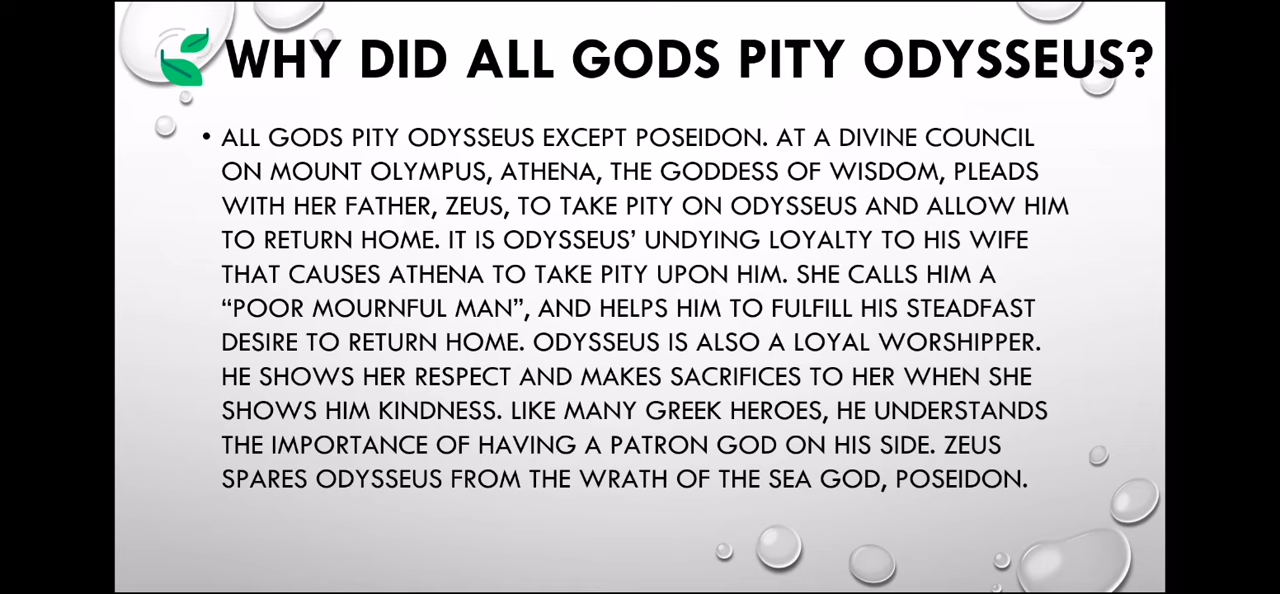 WHY DID ALL GODS PITY ODYSSEUS?
• ALL GODS PITY ODYSSEUS EXCEPT POSEIDON. AT A DIVINE COUNCIL
ON MOUNT OLYMPUS, ATHENA, THE GODDESS OF WISDOM, PLEADS
WITH HER FATHER, ZEUS, TO TAKE PITY ON ODYSSEUS AND ALLOW HIM
TO RETURN HOME. IT IS ODYSSEUS’ UNDYING LOYALTY TO HIS WIFE
THAT CAUSES ATHENA TO TAKE PITY UPON HIM. SHE CALLS HIM A
“POOR MOURNFUL MAN”, AND HELPS HIM TO FULFILL HIS STEADFAST
DESIRE TO RETURN HOME. ODYSSEUS IS ALSO A LOYAL WORSHIPPER.
HE SHOWS HER RESPECT AND MAKES SACRIFICES TO HER WHEN SHE
SHOWS HIM KINDNESS. LIKE MANY GREEK HEROES, HE UNDERSTANDS
THE IMPORTANCE OF HAVING A PATRON GOD ON HIS SIDE. ZEUS
SPARES ODYSSEUS FROM THE WRATH OF THE SEA GOD, POSEIDON.